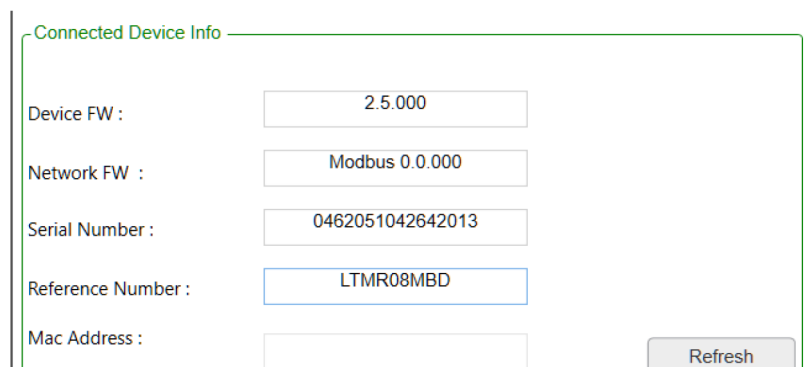 Connected Device Info
Device FW : 2.5.000
Network FW : Modbus 0.0.000
Serial Number : 0462051042642013
Reference Number : LTMR08MBD
Mac Address :
Refresh